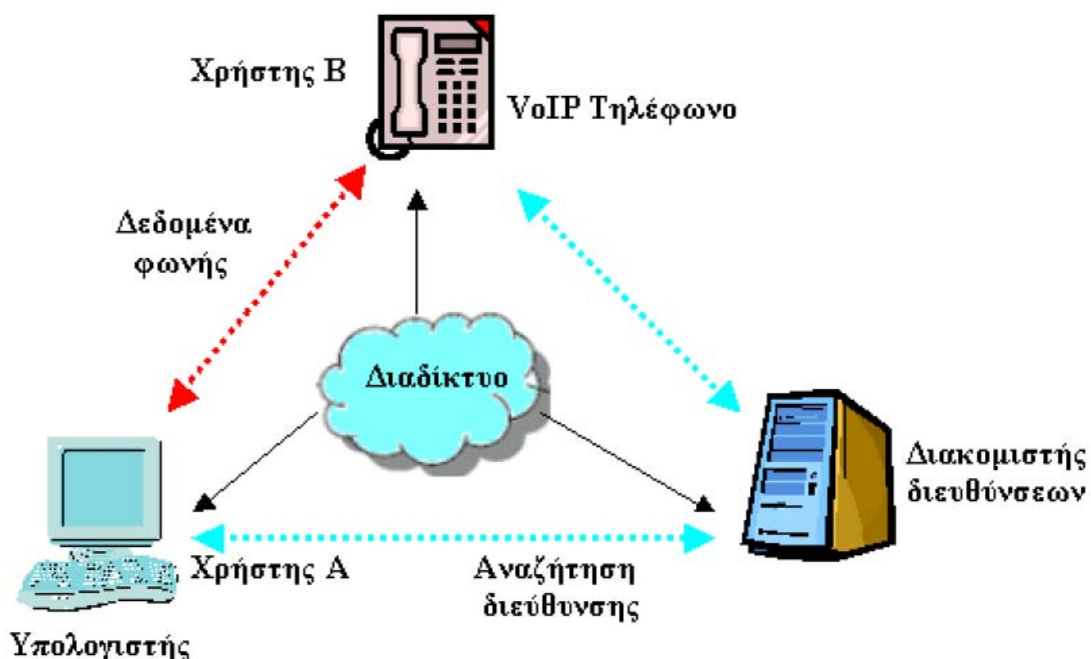 Χρήστης Β
VoIP Τηλέφωνο
Δεδομένα
φωνής
Διαδίκτυο
Διακομιστής
διευθύνσεων
Χρήστης Α
Αναζήτηση
διεύθυνσης
Υπολογιστής